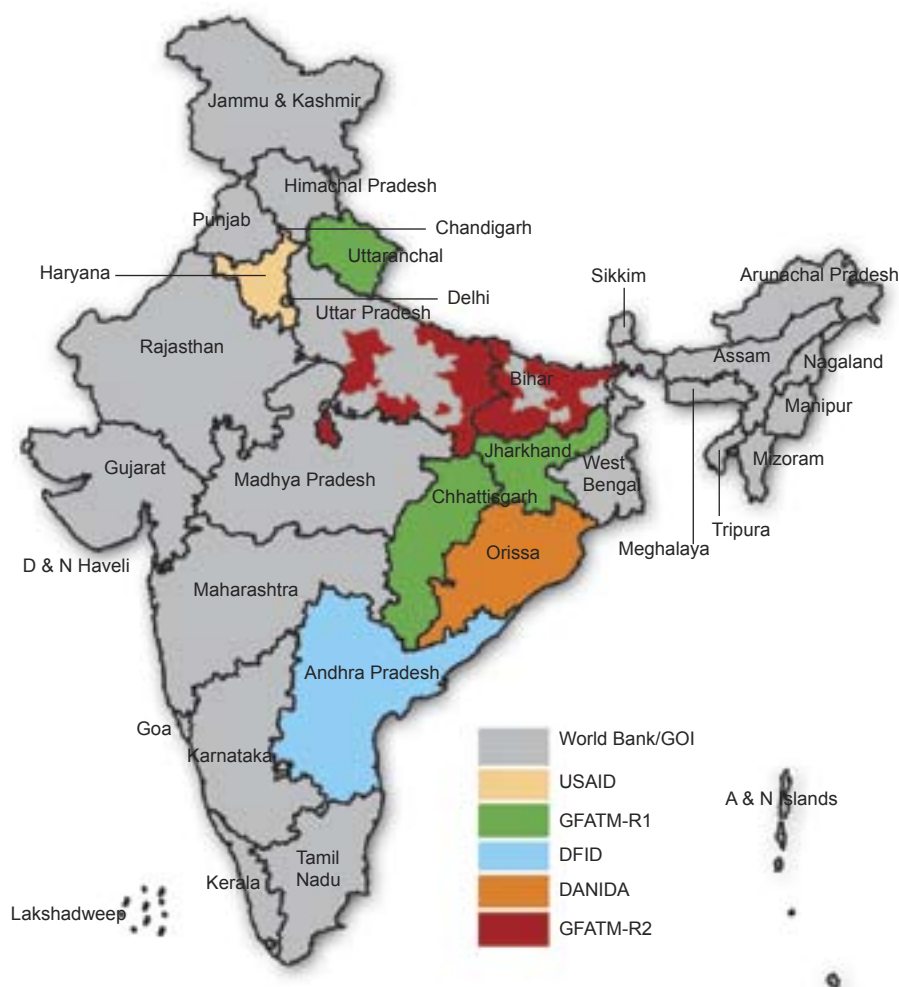 Jammu & Kashmir
Himachal Pradesh
Punjab
Chandigarh
Uttaranchal
Haryana
Delhi
Sikkim
Arunachal Pradesh
Uttar Pradesh
Rajasthan
Assam
Nagaland
Bihar
Manipur
Jharkhand
Mizoram
Gujarat
Madhya Pradesh
West
Bengal
Chhattisgarh
Tripura
Meghalaya
Orissa
D & N Haveli
Maharashtra
Andhra Pradesh
Goa
Karnataka
World Bank/GOI
USAID
GFATM-R1
DFID
DANIDA
GFATM-R2
A & N Islands
Tamil
Nadu
Kerala
Lakshadweep